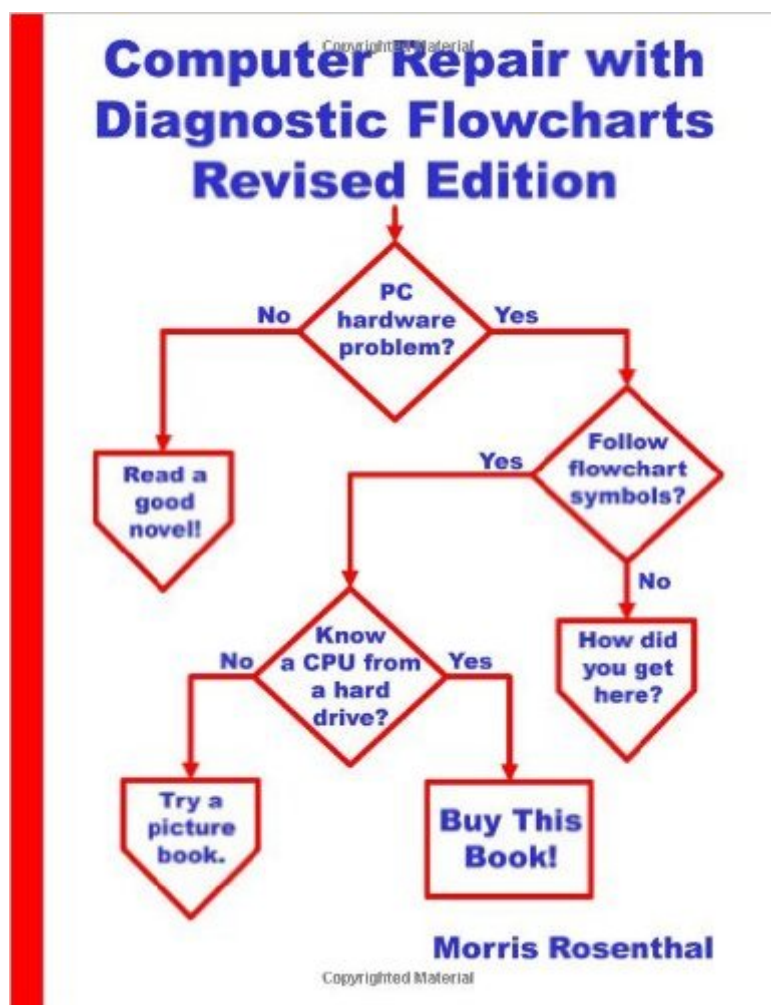 Copyrighted Material
Computer Repair with
Diagnostic Flowcharts
Revised Edition
PC
hardware
problem?
No
Yes
Read a
good
novel!
Follow
flowchart
symbols?
Yes
No
How did
you get
here?
Know
a CPU from
a hard
drive?
No
Yes
Try a
picture
book.
Buy This
Book!
Morris Rosenthal
Copyrighted Material